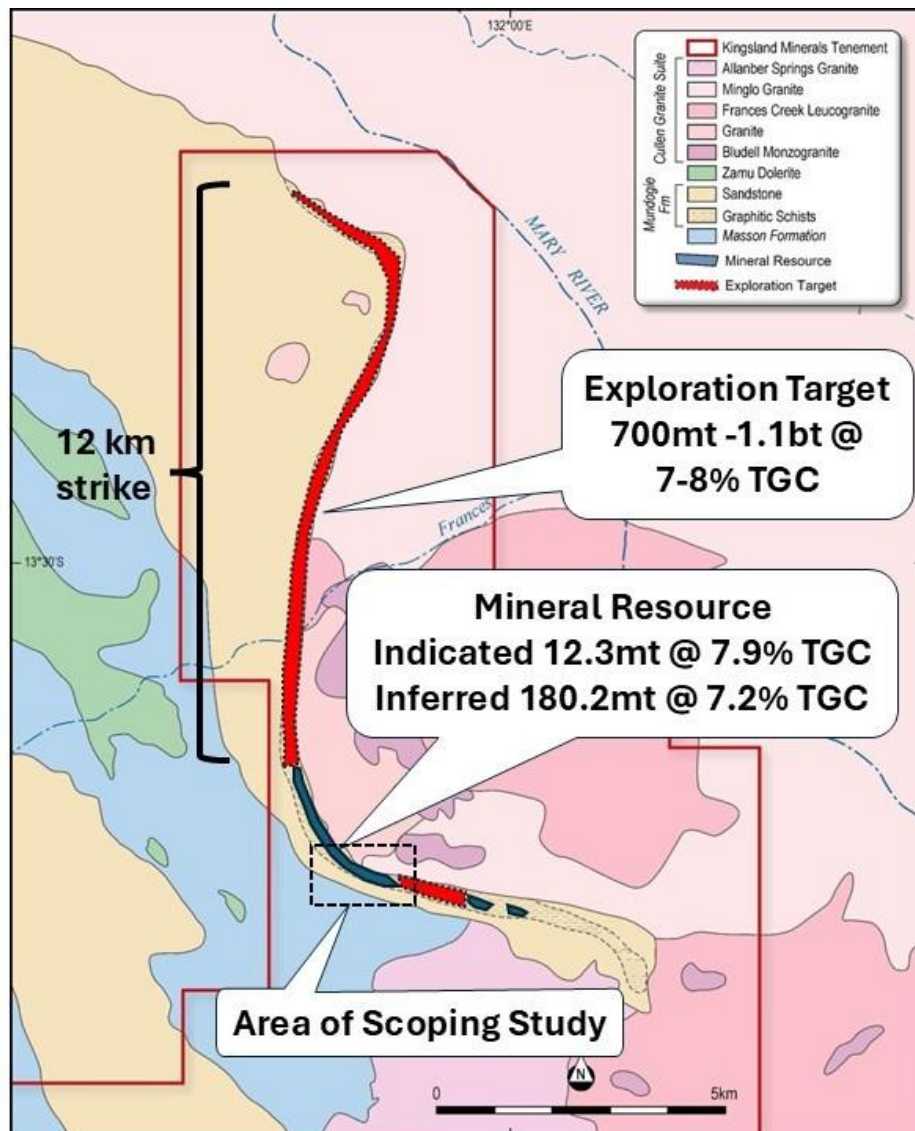 132°00'E
Kingsland Minerals Tenement
Allanber Springs Granite
Minglo Granite
Frances Creek Leucogranite
Granite
Bludell Monzogranite
Zamu Dolerite
Sandstone
Graphitic Schists
Masson Formation
Mineral Resource
Exploration Target
Cullen Granite Suite
Mundogie
Fm
MARY RIVER
Exploration Target
700mt -1.1bt @
7-8% TGC
12 km
strike
Frances
13°30'S
Mineral Resource
Indicated 12.3mt @ 7.9% TGC
Inferred 180.2mt @ 7.2% TGC
Area of Scoping Study
N
0
5km